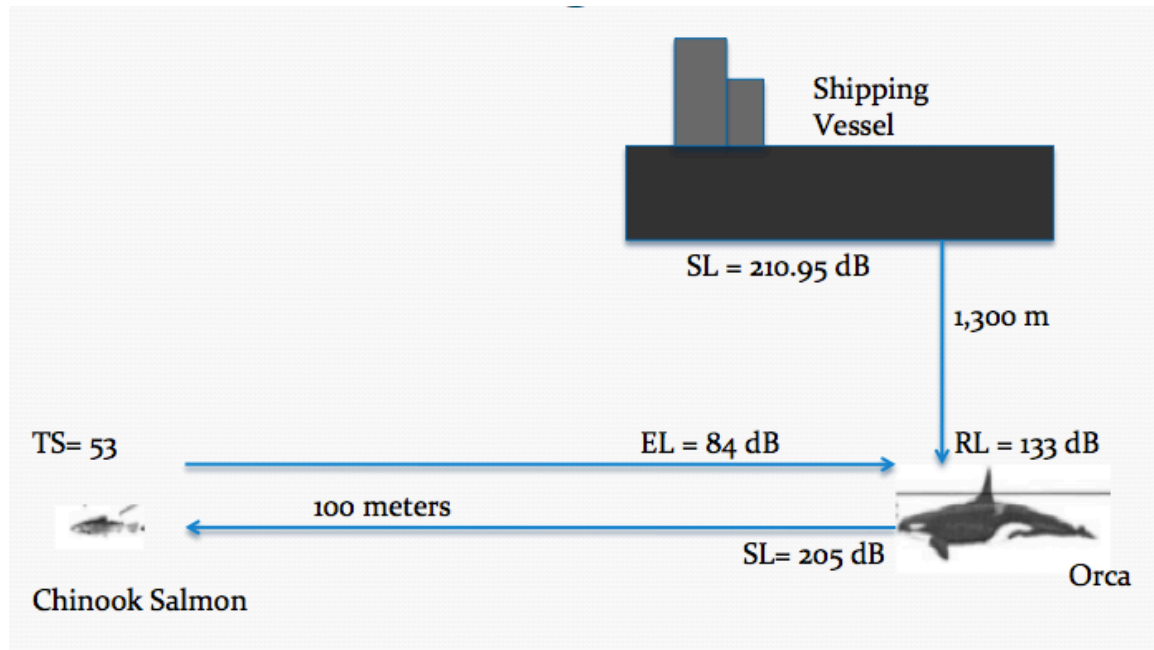 Shipping
Vessel
SL = 210.95 dB
1,300 m
TS= 53
EL = 84 dB
RL = 133 dB
100 meters
SL= 205 dB
Orca
Chinook Salmon